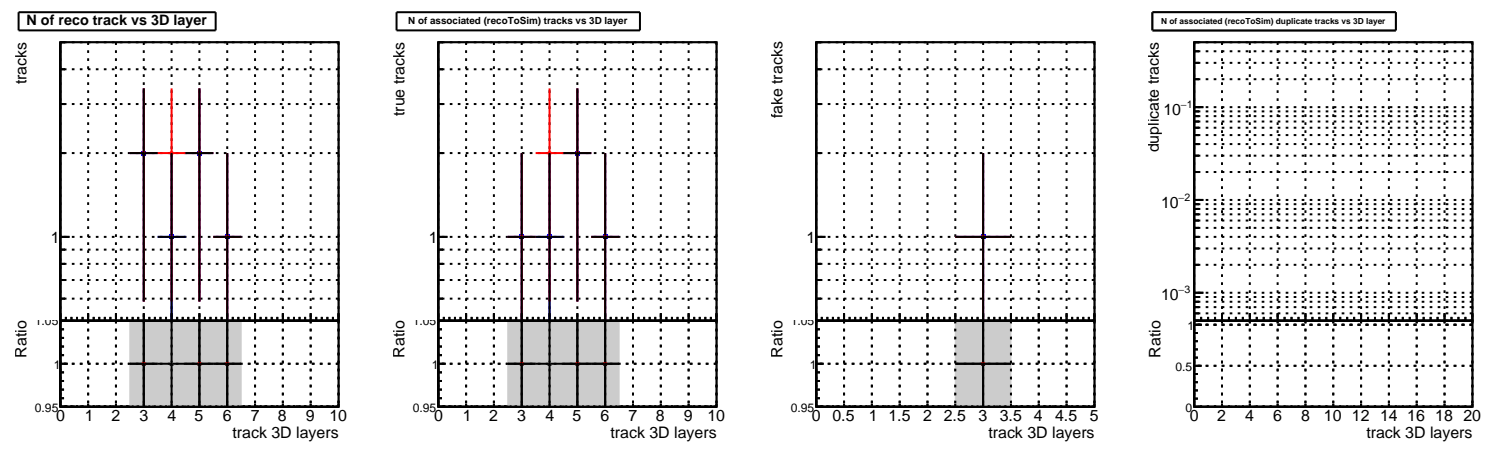 N of reco track vs 3D layer
tracks
1
Ratio
1.05
1
0.95
0 1 2 3 4 5 6 7 8 9 10
track 3D layers
N of associated (recoToSim) tracks vs 3D layer
true tracks
1
Ratio
1.05
1
0.95
0 1 2 3 4 5 6 7 8 9 10
track 3D layers
fake tracks
1
Ratio
1.05
1
0.95
0 0.5 1 1.5 2 2.5 3 3.5 4 4.5 5
track 3D layers
N of associated (recoToSim) duplicate tracks vs 3D layer
duplicate tracks
10⁻¹
10⁻²
10⁻³
Ratio
1
0.5
0
0 2 4 6 8 10 12 14 16 18 20
track 3D layers